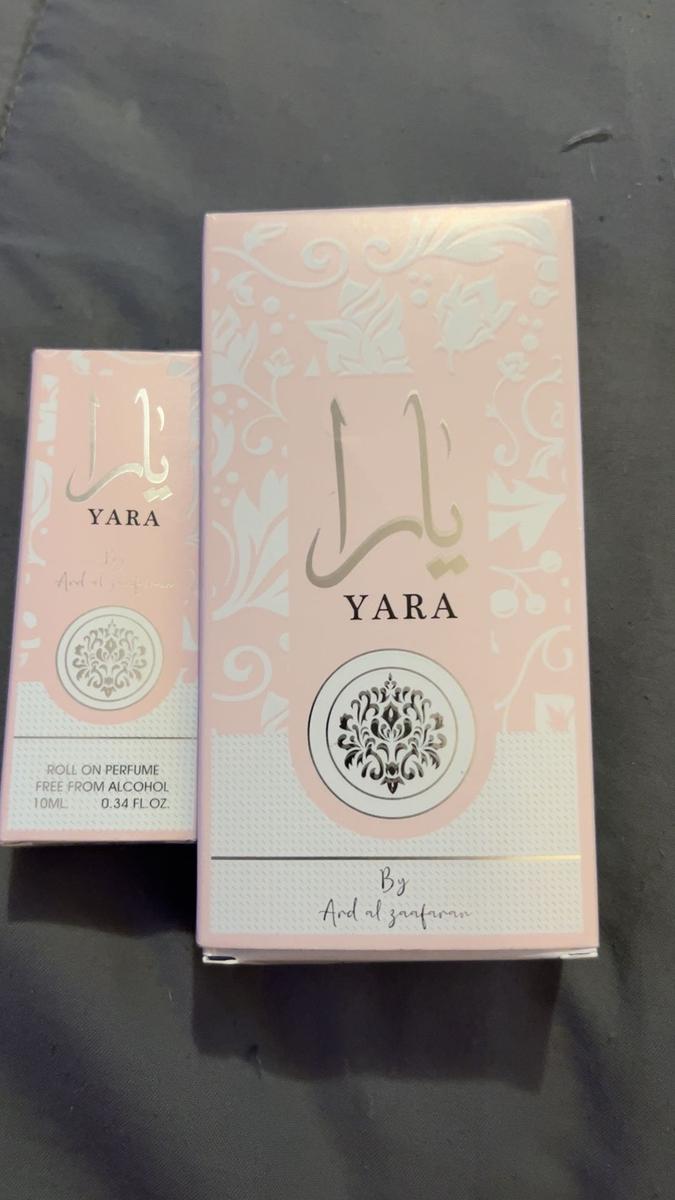 يارا
YARA
By
Ard al zaafaran
ROLL ON PERFUME
FREE FROM ALCOHOL
10ML. 0.34 FL.OZ.
يارا
YARA
By
Ard al zaafaran